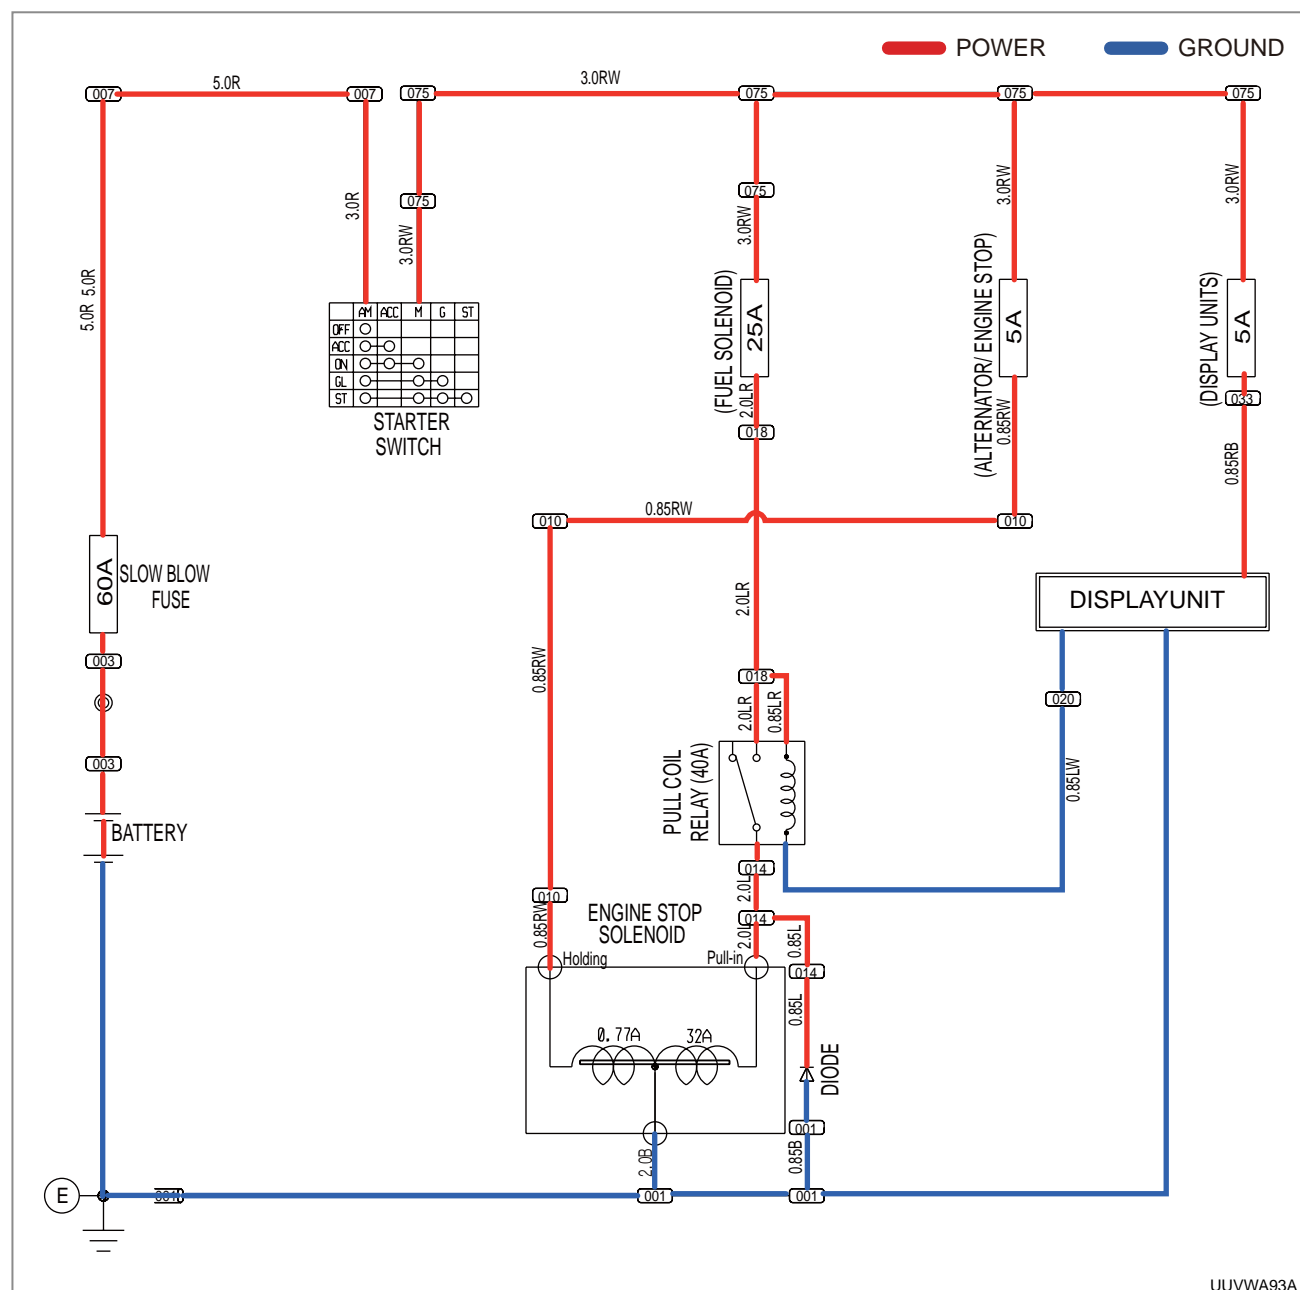 POWER
GROUND
007
5.0R
007
075
3.0RW
075
075
075
5.0R 5.0R
3.0R
075
3.0RW
075
3.0RW
3.0RW
3.0RW
AM ACC M G ST
OFF
ACC
ON
GL
ST
STARTER
SWITCH
(FUEL SOLENOID)
25A
2.0LR
018
(ALTERNATOR/ ENGINE STOP)
5A
0.85RW
(DISPLAY UNITS)
5A
033
0.85RB
010
0.85RW
010
60A
SLOW BLOW
FUSE
003
003
BATTERY
DISPLAYUNIT
2.0LR
0.85RW
018
2.0LR
0.85LR
020
0.85LW
PULL COIL
RELAY (40A)
014
2.0L
014
2.0L
0.85L
014
0.85L
010
0.85RW
ENGINE STOP
SOLENOID
Holding
Pull-in
0.77A
32A
DIODE
001
0.85B
2.0B
E
001
001
001
UUVWA93A